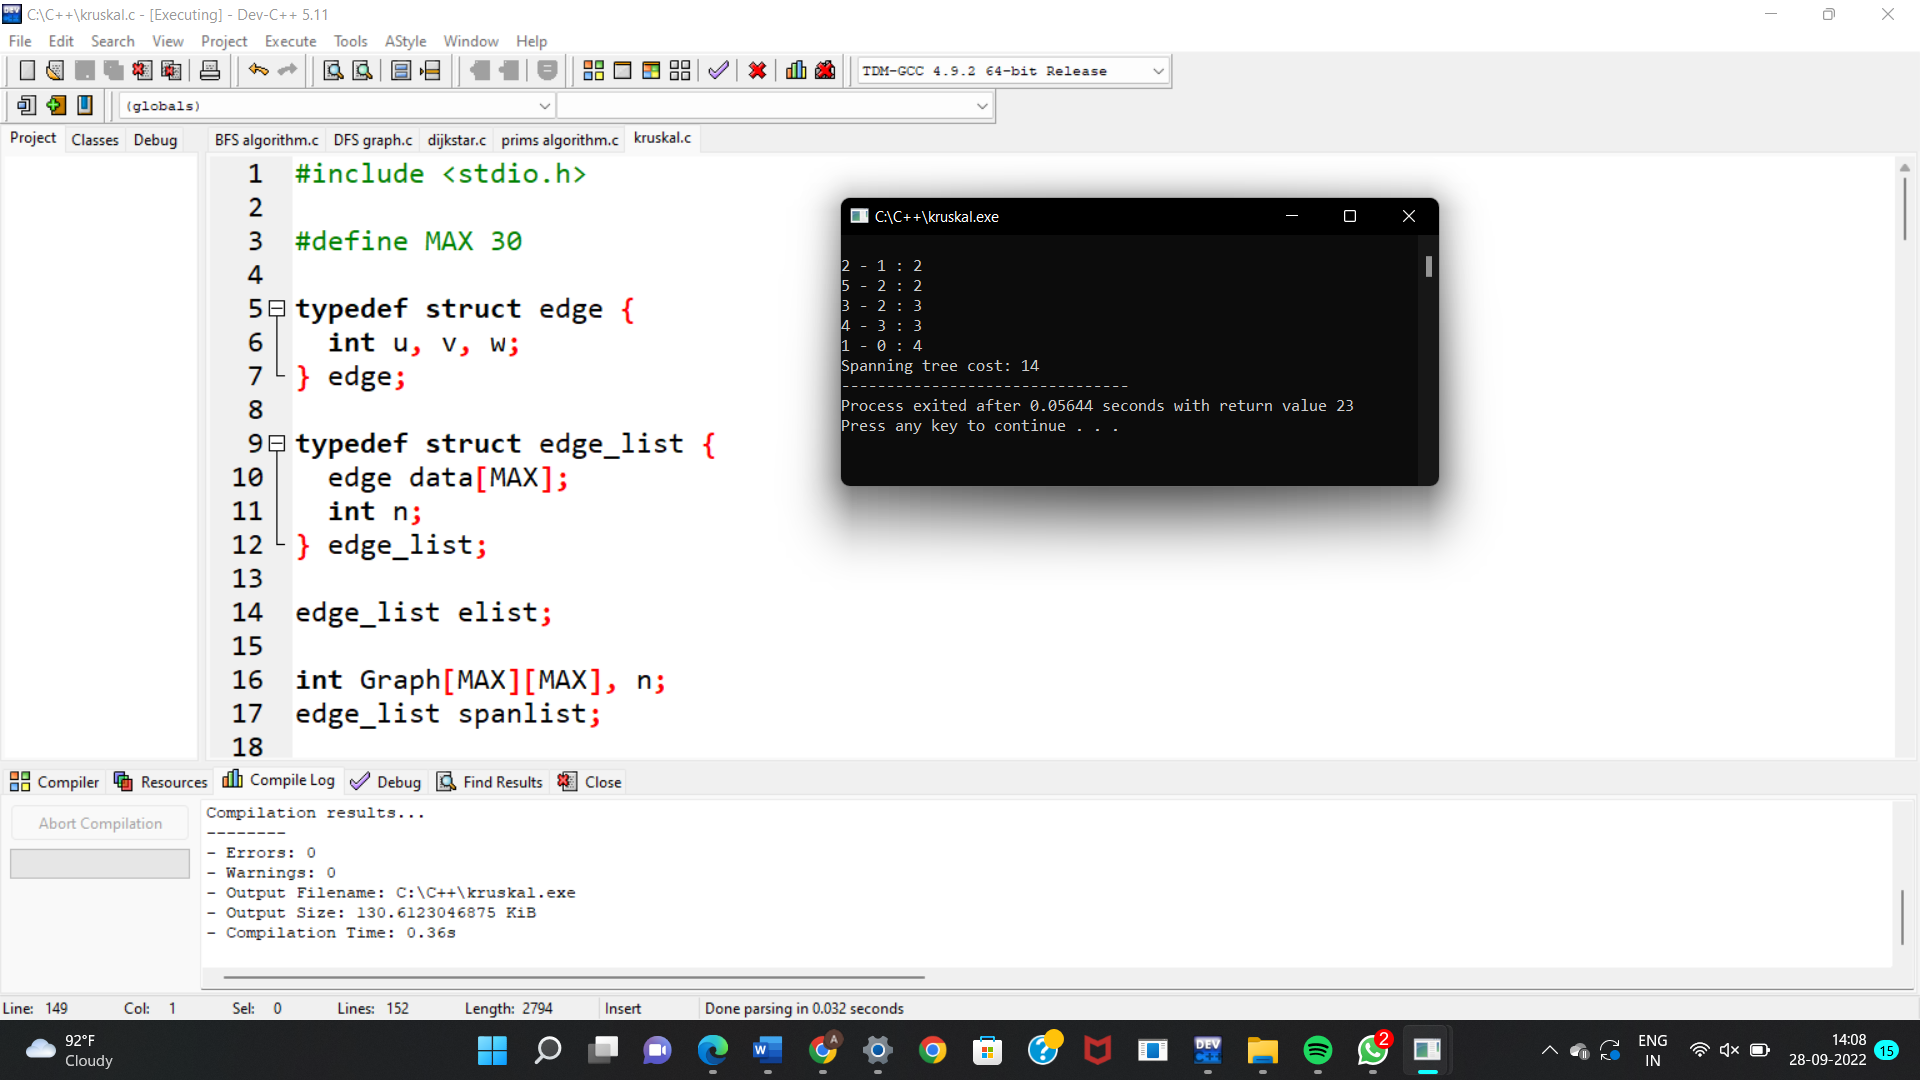 C:\C++\kruskal.c - [Executing] - Dev-C++ 5.11
File Edit Search View Project Execute Tools AStyle Window Help
TDM-GCC 4.9.2 64-bit Release
(globals)
Project Classes Debug
BFS algorithm.c DFS graph.c dijkstar.c prims algorithm.c kruskal.c
1 #include <stdio.h>
2
3 #define MAX 30
4
5 typedef struct edge {
6 int u, v, w;
7 } edge;
8
9 typedef struct edge_list {
10 edge data[MAX];
11 int n;
12 } edge_list;
13
14 edge_list elist;
15
16 int Graph[MAX][MAX], n;
17 edge_list spanlist;
18
C:\C++\kruskal.exe
2 - 1 : 2
5 - 2 : 2
3 - 2 : 3
4 - 3 : 3
1 - 0 : 4
Spanning tree cost: 14
--------------------------------
Process exited after 0.05644 seconds with return value 23
Press any key to continue . . .
Compiler Resources Compile Log Debug Find Results Close
Abort Compilation
Compilation results...
--------
- Errors: 0
- Warnings: 0
- Output Filename: C:\C++\kruskal.exe
- Output Size: 130.6123046875 KiB
- Compilation Time: 0.36s
Line: 149 Col: 1 Sel: 0 Lines: 152 Length: 2794 Insert Done parsing in 0.032 seconds
92°F
Cloudy
W
A
DEV
C++
2
ENG
IN
14:08
28-09-2022
15